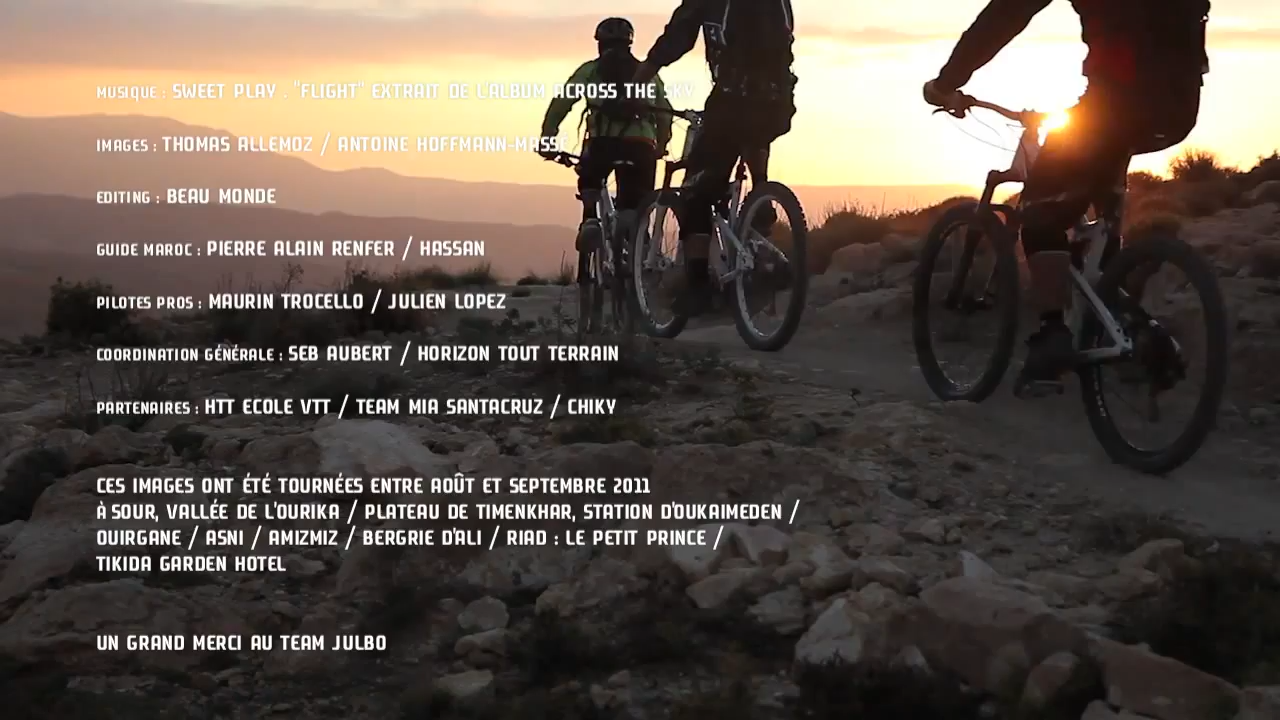 MUSIQUE : SWEET PLAY . "FLIGHT" EXTRAIT DE L'ALBUM ACROSS THE SKY
IMAGES : THOMAS ALLEMOZ / ANTOINE HOFFMANN-MASSÉ
EDITING : BEAU MONDE
GUIDE MAROC : PIERRE ALAIN RENFER / HASSAN
PILOTES PROS : MAURIN TROCELLO / JULIEN LOPEZ
COORDINATION GÉNÉRALE : SEB AUBERT / HORIZON TOUT TERRAIN
PARTENAIRES : HTT ECOLE VTT / TEAM MIA SANTACRUZ / CHIKY
CES IMAGES ONT ÉTÉ TOURNÉES ENTRE AOÛT ET SEPTEMBRE 2011
À SOUR, VALLÉE DE L'OURIKA / PLATEAU DE TIMENKHAR, STATION D'OUKAIMEDEN /
OUIRGANE / ASNI / AMIZMIZ / BERGRIE D'ALI / RIAD : LE PETIT PRINCE /
TIKIDA GARDEN HOTEL
UN GRAND MERCI AU TEAM JULBO